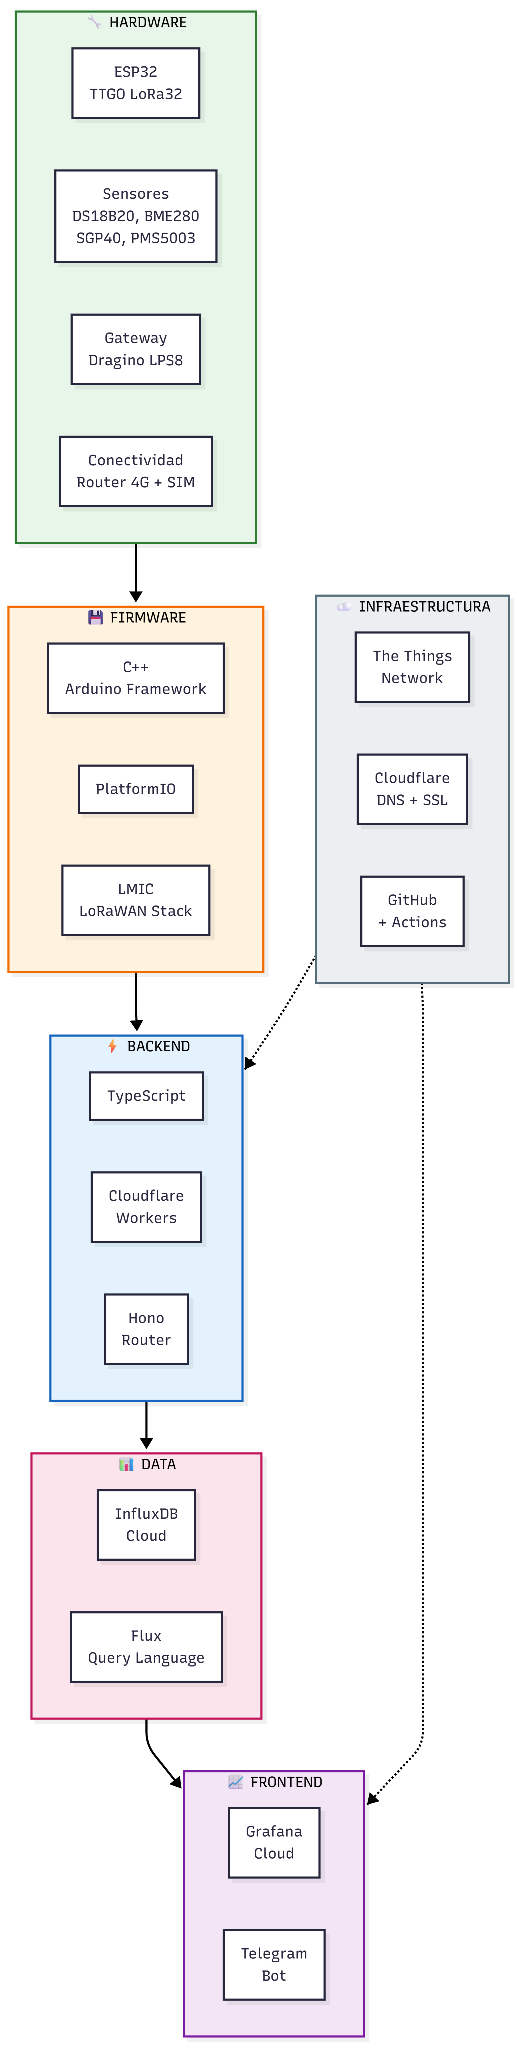 HARDWARE
ESP32
TTGO LoRa32
Sensores
DS18B20, BME280
SGP40, PMS5003
Gateway
Dragino LPS8
Conectividad
Router 4G + SIM
FIRMWARE
C++
Arduino Framework
PlatformIO
LMIC
LoRaWAN Stack
INFRAESTRUCTURA
The Things
Network
Cloudflare
DNS + SSL
GitHub
+ Actions
BACKEND
TypeScript
Cloudflare
Workers
Hono
Router
DATA
InfluxDB
Cloud
Flux
Query Language
FRONTEND
Grafana
Cloud
Telegram
Bot